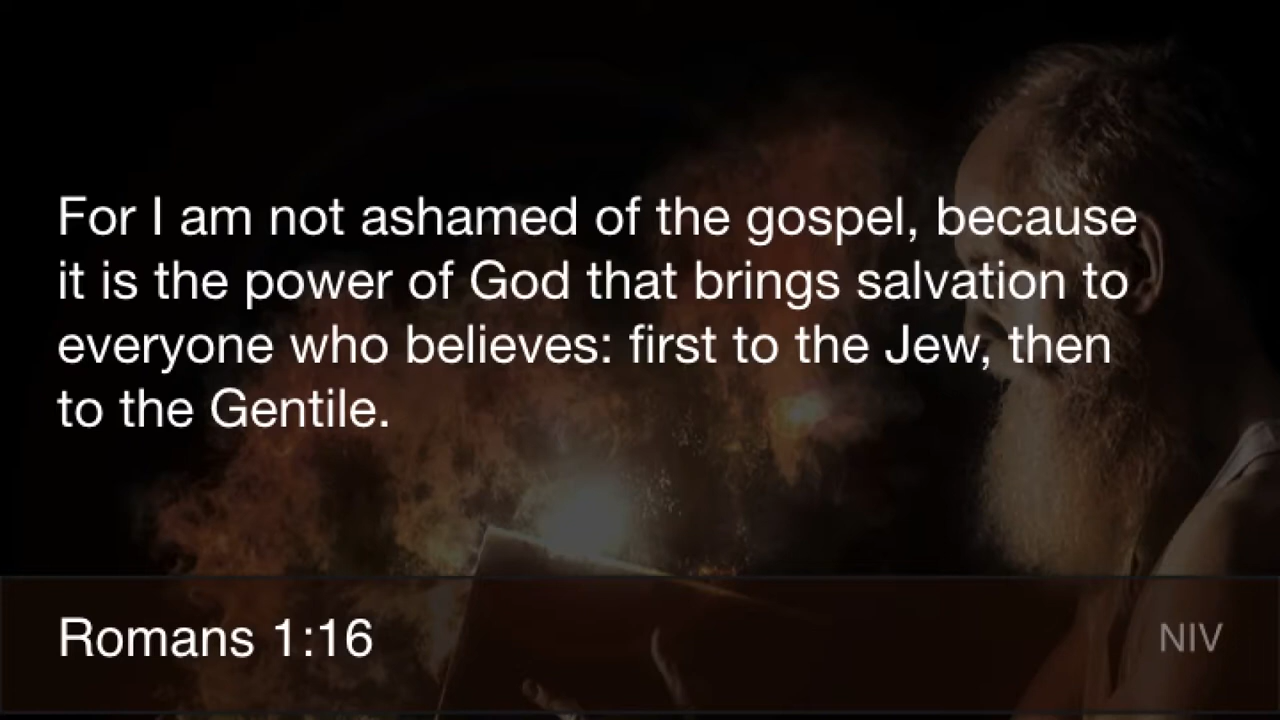 For I am not ashamed of the gospel, because
it is the power of God that brings salvation to
everyone who believes: first to the Jew, then
to the Gentile.
Romans 1:16
NIV